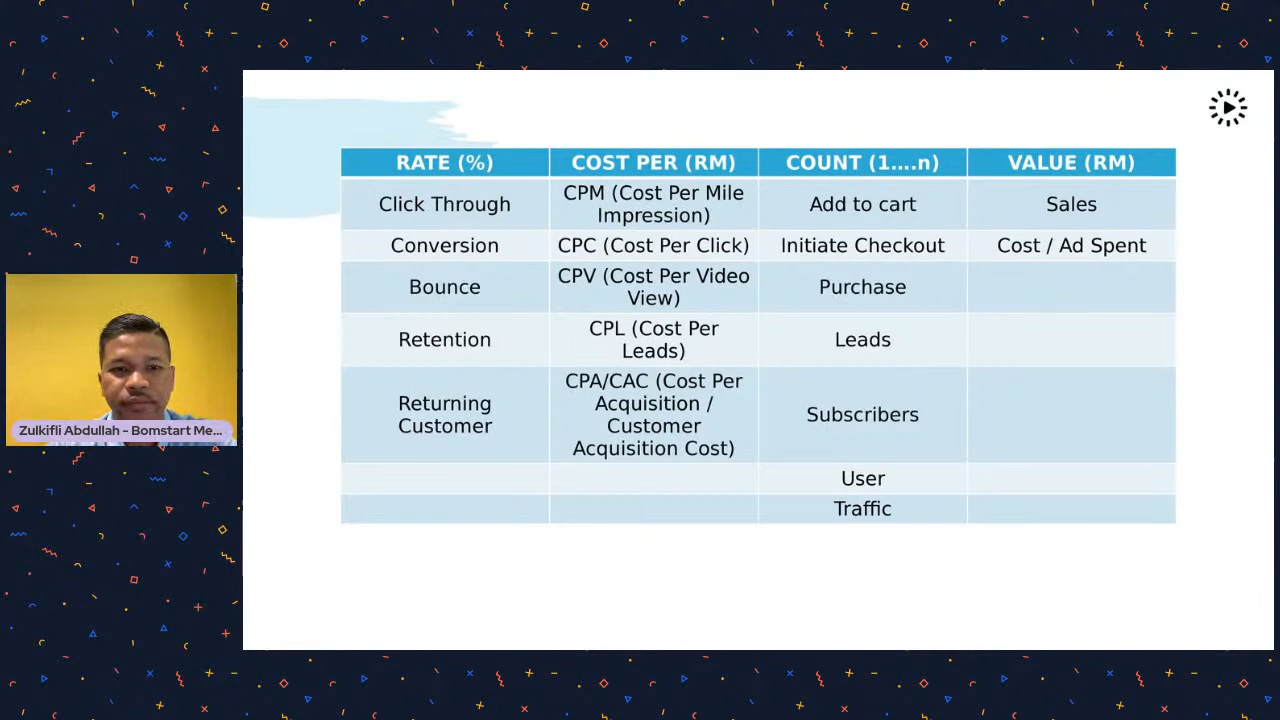 RATE (%) COST PER (RM) COUNT (1....n) VALUE (RM)
Click Through CPM (Cost Per Mile Impression) Add to cart Sales
Conversion CPC (Cost Per Click) Initiate Checkout Cost / Ad Spent
Bounce CPV (Cost Per Video View) Purchase
Retention CPL (Cost Per Leads) Leads
Returning Customer CPA/CAC (Cost Per Acquisition / Customer Acquisition Cost) Subscribers
User
Traffic
Zulkifli Abdullah - Bomstart Me...